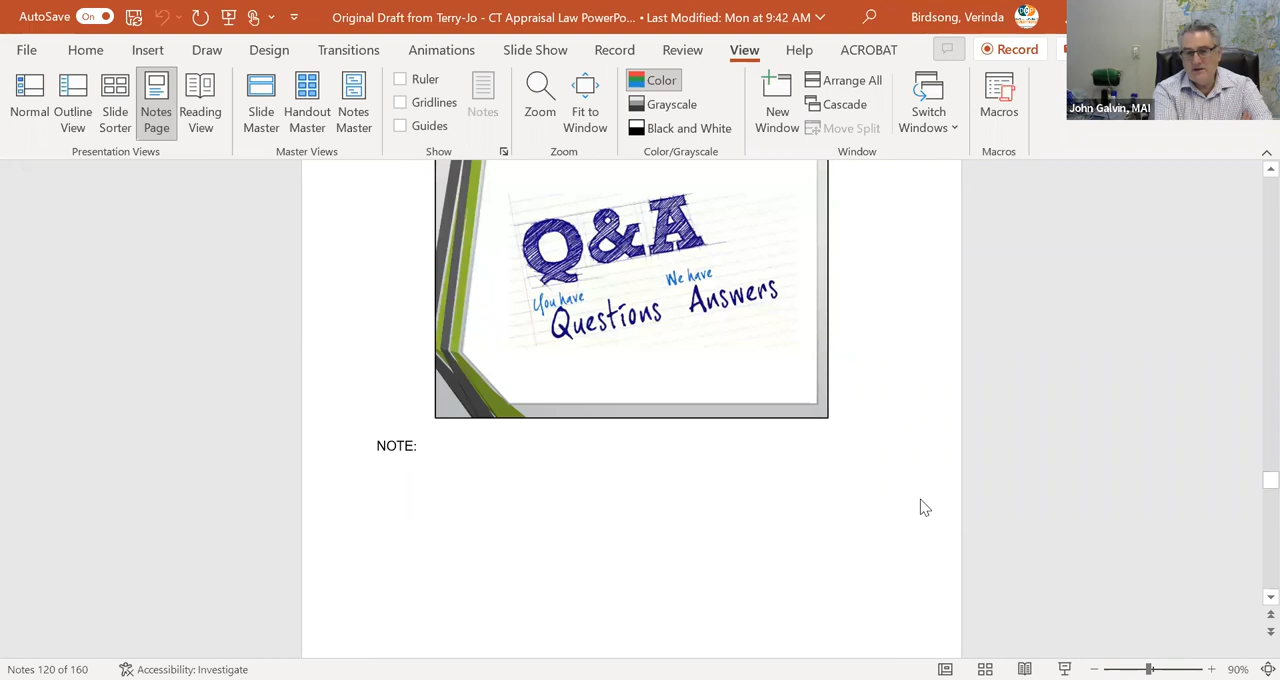 AutoSave On Original Draft from Terry-Jo - CT Appraisal Law PowerPo... • Last Modified: Mon at 9:42 AM Birdsong, Verinda
File Home Insert Draw Design Transitions Animations Slide Show Record Review View Help ACROBAT Record
Normal Outline View Slide Sorter Notes Page Reading View
Presentation Views
Slide Master Handout Master Notes Master
Master Views
Ruler
Gridlines
Guides
Notes
Show
Zoom Fit to Window
Zoom
Color
Grayscale
Black and White
Color/Grayscale
New Window
Arrange All
Cascade
Move Split
Switch Windows
Window
Macros
Macros
John Galvin, MAI
Q&A
You have We have
Questions Answers
NOTE:
Notes 120 of 160 Accessibility: Investigate 90%